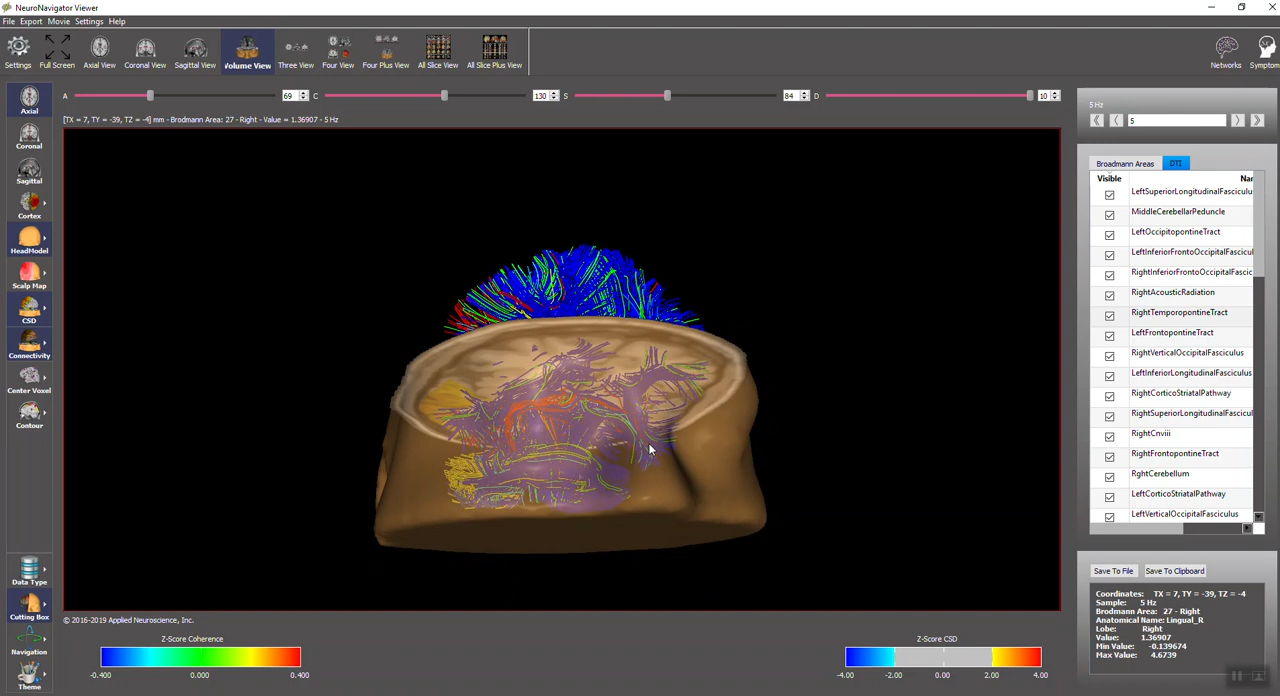 NeuroNavigator Viewer
File Export Movie Settings Help
Settings Full Screen Axial View Coronal View Sagittal View Volume View Three View Four View Four Plus View All Slice View All Slice Plus View Networks Symptom
A 69 C 130 S 84 D 10
[TX = 7, TY = -39, TZ = -4] mm - Brodmann Area: 27 - Right - Value = 1.36907 - 5 Hz
Axial
Coronal
Sagittal
Cortex
HeadModel
Scalp Map
CSD
Connectivity
Center Voxel
Contour
Data Type
Cutting Box
Navigation
Theme
5 Hz
5
Broadmann Areas DTI
Visible Nar
LeftSuperiorLongitudinalFasciculu
MiddleCerebellarPeduncle
LeftOccipitopontineTract
LeftInferiorFrontoOccipitalFascicul
RightInferiorFrontoOccipitalFascic
RightAcousticRadiation
RightTemporopontineTract
LeftFrontopontineTract
RightVerticalOccipitalFasciculus
LeftInferiorLongitudinalFasciculus
RightCorticoStriatalPathway
RightSuperiorLongitudinalFascicul
RightCnviii
RightFrontopontineTract
RghtCerebellum
LeftCorticoStriatalPathway
LeftVerticalOccipitalFasciculus
Save To File Save To Clipboard
Coordinates: TX = 7, TY = -39, TZ = -4
Sample: 5 Hz
Brodmann Area: 27 - Right
Anatomical Name: Lingual_R
Lobe: Right
Value: 1.36907
Min Value: -0.139674
Max Value: 4.6739
© 2016-2019 Applied Neuroscience, Inc.
Z-Score Coherence
-0.400 0.000 0.400
Z-Score CSD
-4.00 -2.00 0.00 2.00 4.00